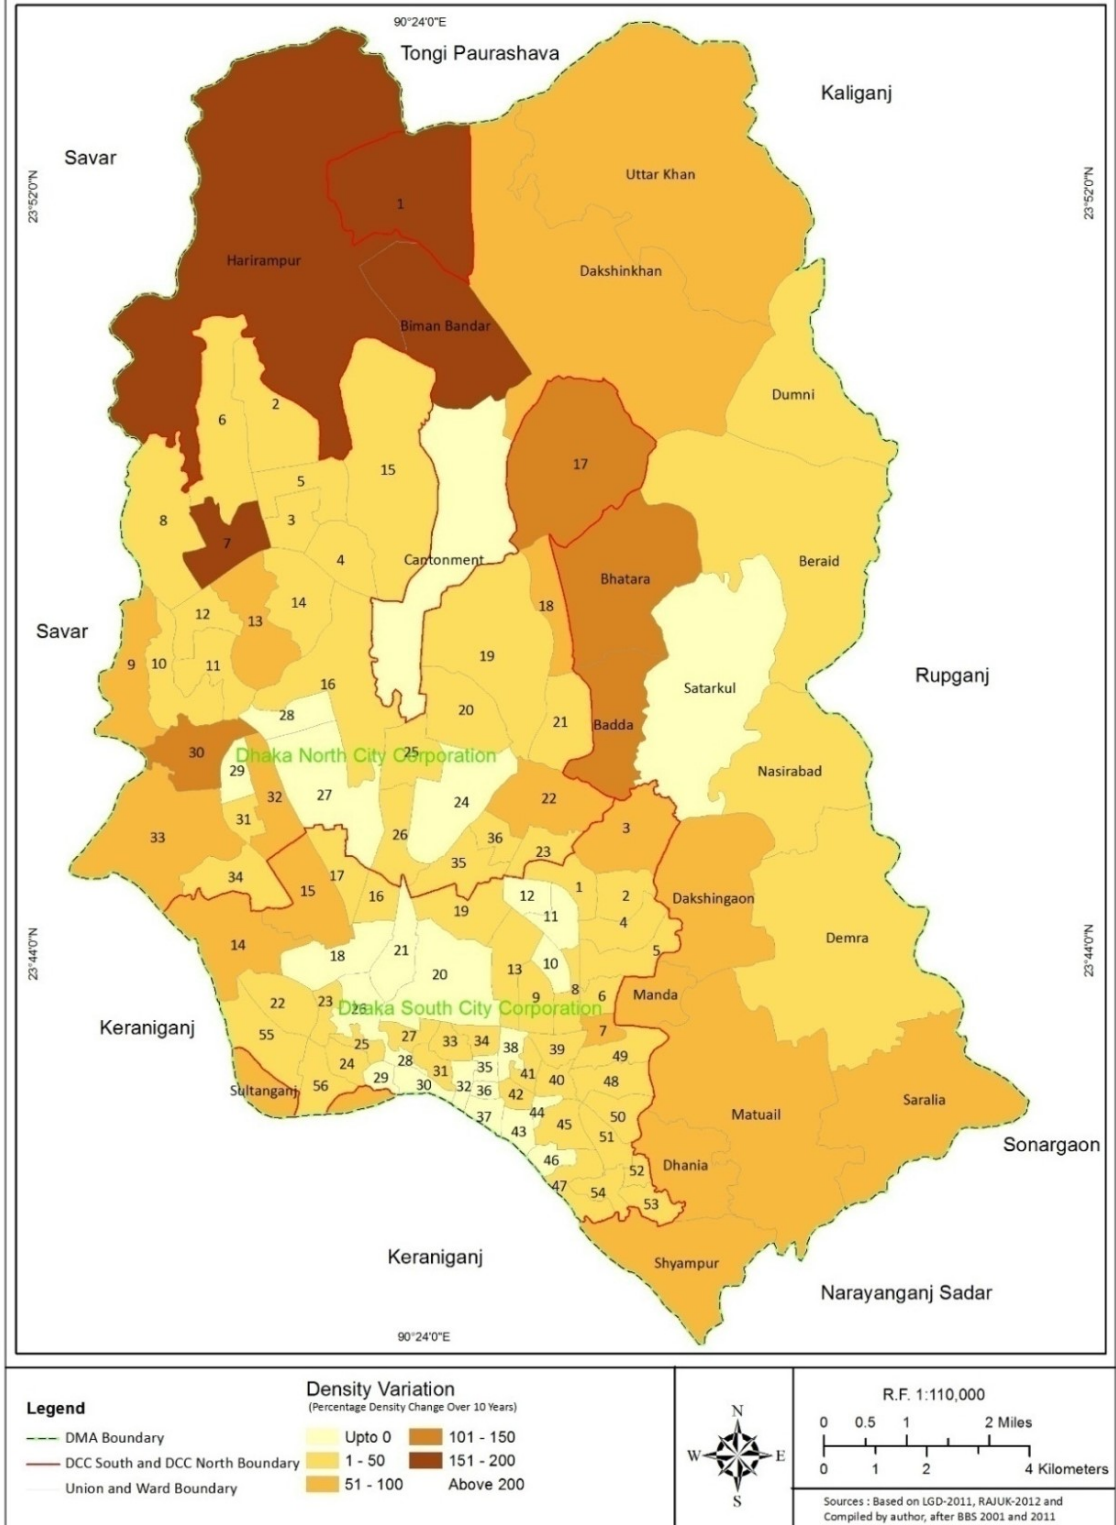 90°24'0"E
Tongi Paurashava
Kaliganj
Savar
23°52'0"N
23°52'0"N
Uttar Khan
1
Harirampur
Dakshinkhan
Biman Bandar
Dumni
6
2
15
17
5
8
3
7
4
Cantonment
Beraid
Bhatara
14
18
12
13
Savar
9
10
11
19
Rupganj
16
Satarkul
28
20
21
Badda
30
Dhaka North City Corporation
25
29
Nasirabad
32
27
24
22
31
33
26
36
3
35
23
34
17
15
16
12
1
2
Dakshingaon
19
11
4
14
18
21
5
Demra
23°44'0"N
23°44'0"N
20
13
10
8
9
6
Manda
22
23
26
Dhaka South City Corporation
Keraniganj
55
25
27
33
34
38
39
7
49
24
28
35
29
31
41
40
48
Sultanganj
56
30
32
36
42
Matuail
Saralia
37
44
43
45
50
51
Sonargaon
46
52
Dhania
47
54
53
Keraniganj
Shyampur
Narayanganj Sadar
90°24'0"E
Legend
DMA Boundary
DCC South and DCC North Boundary
Union and Ward Boundary
Density Variation
(Percentage Density Change Over 10 Years)
Upto 0
1 - 50
51 - 100
101 - 150
151 - 200
Above 200
N
W
E
S
R.F. 1:110,000
0 0.5 1 2 Miles
0 1 2 4 Kilometers
Sources : Based on LGD-2011, RAJUK-2012 and
Compiled by author, after BBS 2001 and 2011